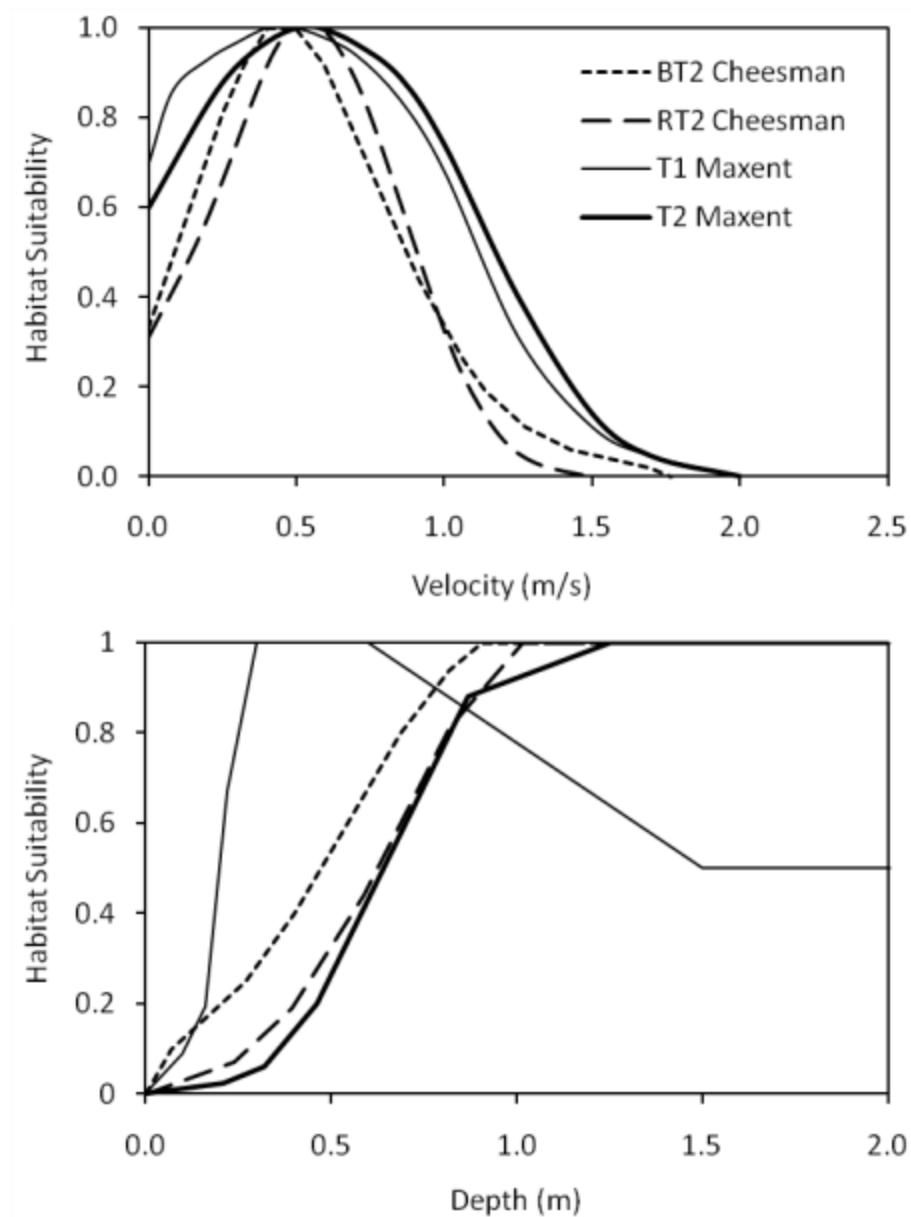 1.0
0.8
0.6
0.4
0.2
0.0
Habitat Suitability
BT2 Cheesman
RT2 Cheesman
T1 Maxent
T2 Maxent
0.0 0.5 1.0 1.5 2.0 2.5
Velocity (m/s)
1
0.8
0.6
0.4
0.2
0
Habitat Suitability
0.0 0.5 1.0 1.5 2.0
Depth (m)